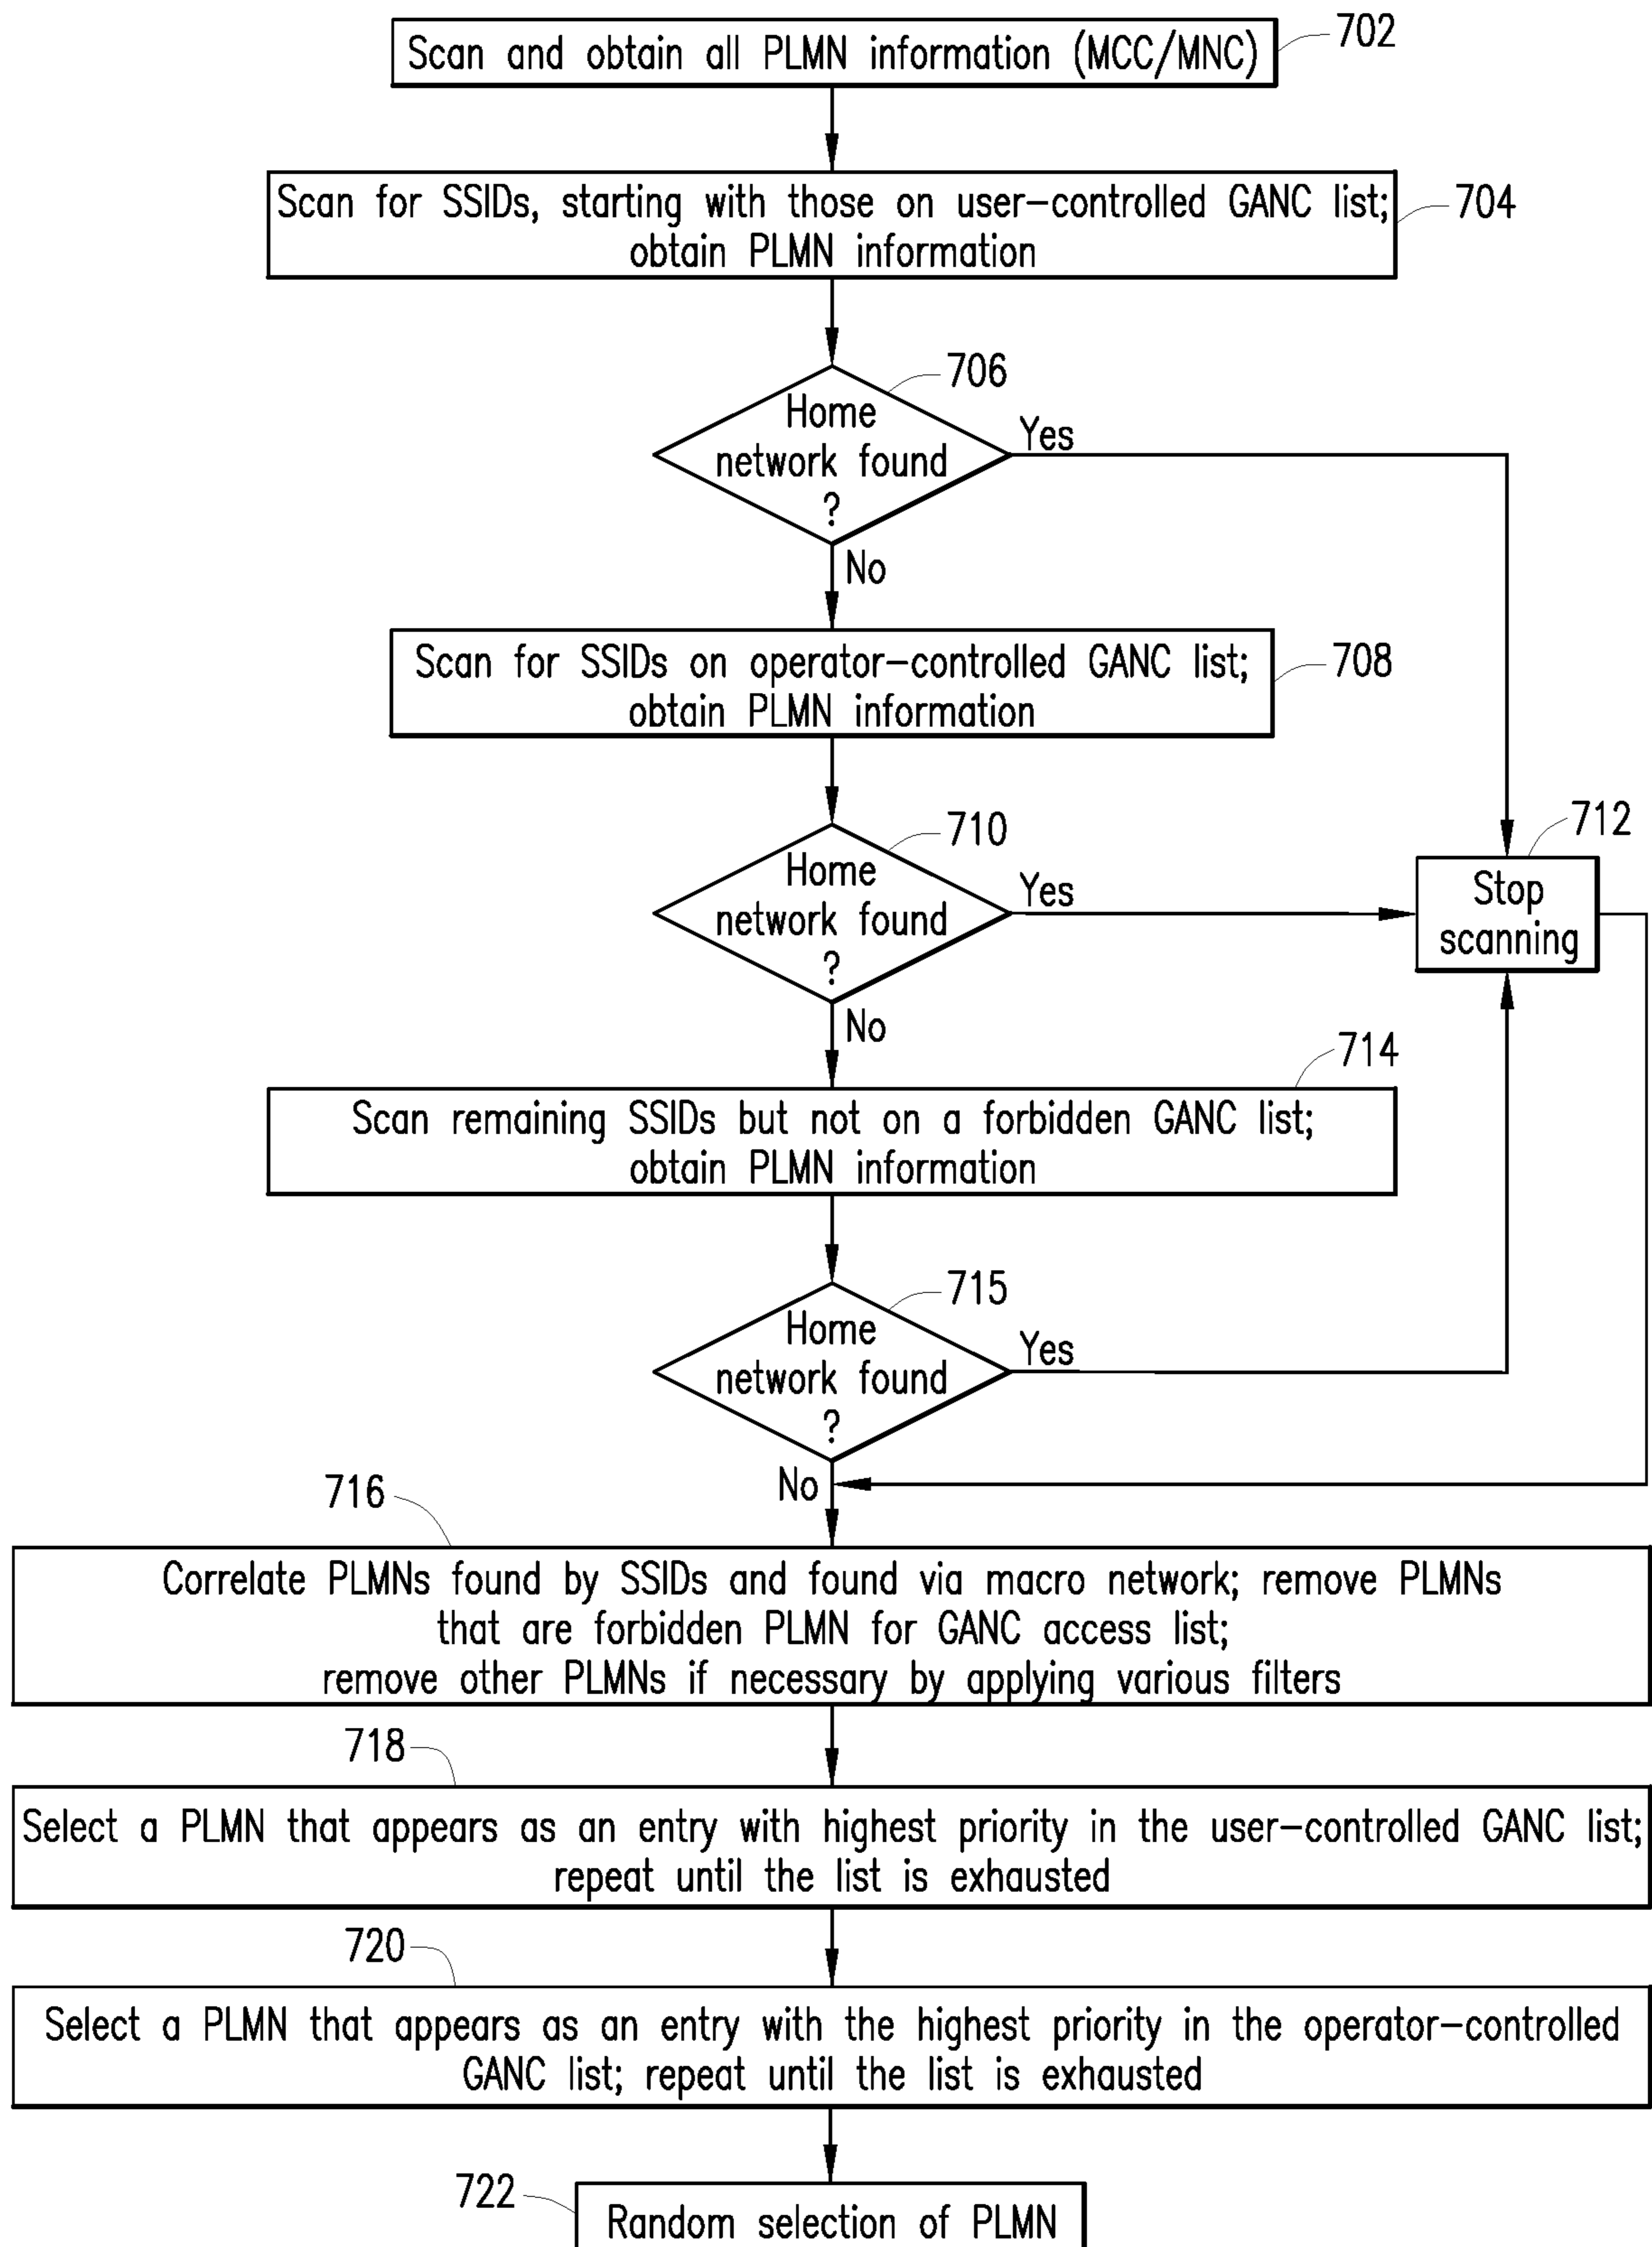 Scan and obtain all PLMN information (MCC/MNC)
702
Scan for SSIDs, starting with those on user-controlled GANC list;
obtain PLMN information
704
706
Home
network found
?
Yes
No
Scan for SSIDs on operator-controlled GANC list;
obtain PLMN information
708
710
Home
network found
?
Yes
No
712
Stop
scanning
714
Scan remaining SSIDs but not on a forbidden GANC list;
obtain PLMN information
715
Home
network found
?
Yes
No
716
Correlate PLMNs found by SSIDs and found via macro network; remove PLMNs
that are forbidden PLMN for GANC access list;
remove other PLMNs if necessary by applying various filters
718
Select a PLMN that appears as an entry with highest priority in the user-controlled GANC list;
repeat until the list is exhausted
720
Select a PLMN that appears as an entry with the highest priority in the operator-controlled
GANC list; repeat until the list is exhausted
722
Random selection of PLMN